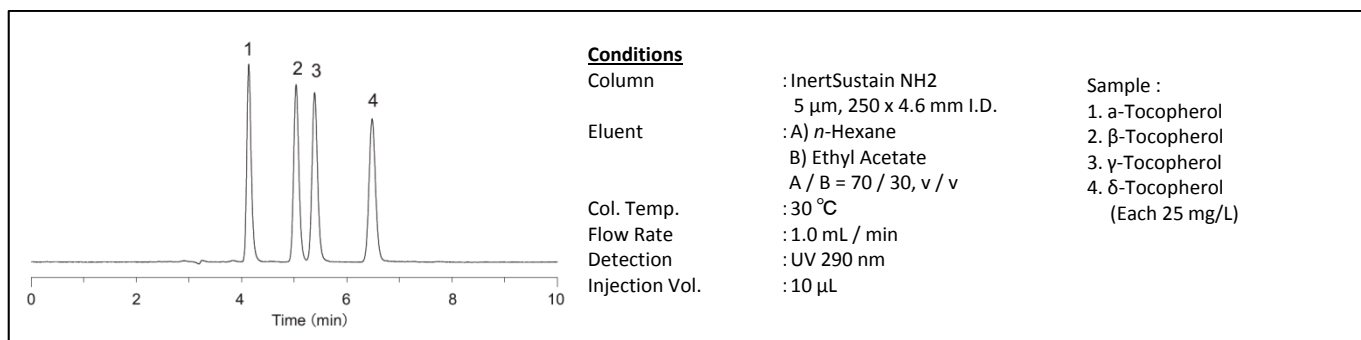 1
2 3
4
0 2 4 6 8 10
Time (min)
Conditions
Column : InertSustain NH2
5 µm, 250 x 4.6 mm I.D.
Eluent : A) n-Hexane
B) Ethyl Acetate
A / B = 70 / 30, v / v
Col. Temp. : 30 ℃
Flow Rate : 1.0 mL / min
Detection : UV 290 nm
Injection Vol. : 10 µL
Sample :
1. a-Tocopherol
2. β-Tocopherol
3. γ-Tocopherol
4. δ-Tocopherol
(Each 25 mg/L)